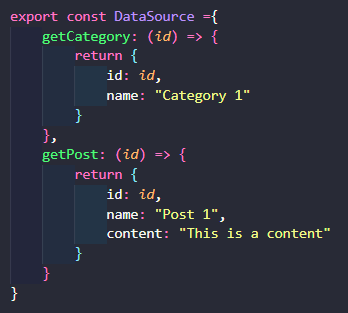 export const DataSource ={
    getCategory: (id) => {
        return {
            id: id,
            name: "Category 1"
        }
    },
    getPost: (id) => {
        return {
            id: id,
            name: "Post 1",
            content: "This is a content"
        }
    }
}